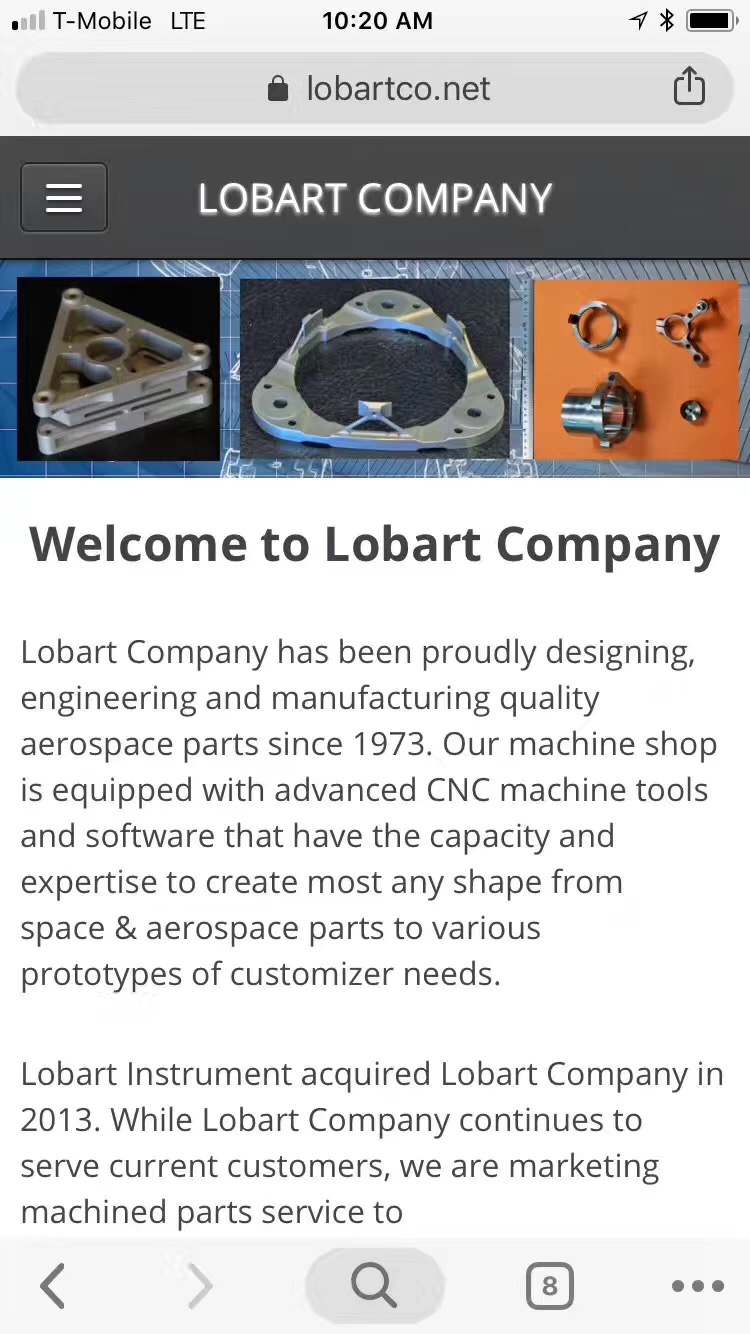 T-Mobile LTE 10:20 AM
lobartco.net
LOBART COMPANY
Welcome to Lobart Company
Lobart Company has been proudly designing,
engineering and manufacturing quality
aerospace parts since 1973. Our machine shop
is equipped with advanced CNC machine tools
and software that have the capacity and
expertise to create most any shape from
space & aerospace parts to various
prototypes of customizer needs.
Lobart Instrument acquired Lobart Company in
2013. While Lobart Company continues to
serve current customers, we are marketing
machined parts service to
8